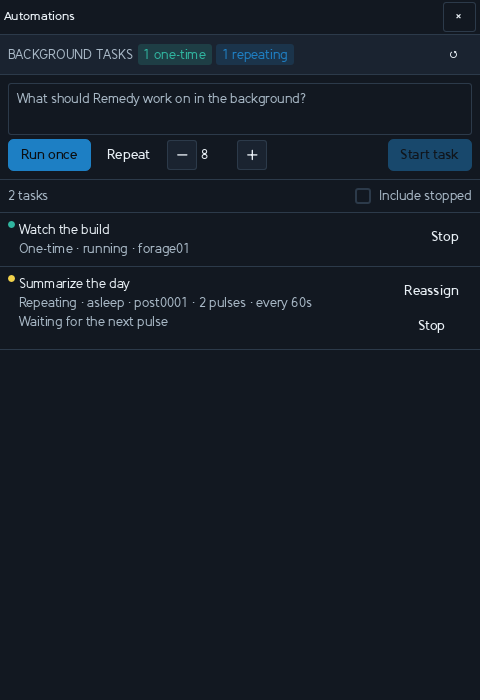 Automations
×
BACKGROUND TASKS 1 one-time 1 repeating ↺
What should Remedy work on in the background?
Run once Repeat − 8 + Start task
2 tasks Include stopped
Watch the build
Stop
One-time · running · forage01
Summarize the day
Reassign
Repeating · asleep · post0001 · 2 pulses · every 60s
Waiting for the next pulse
Stop